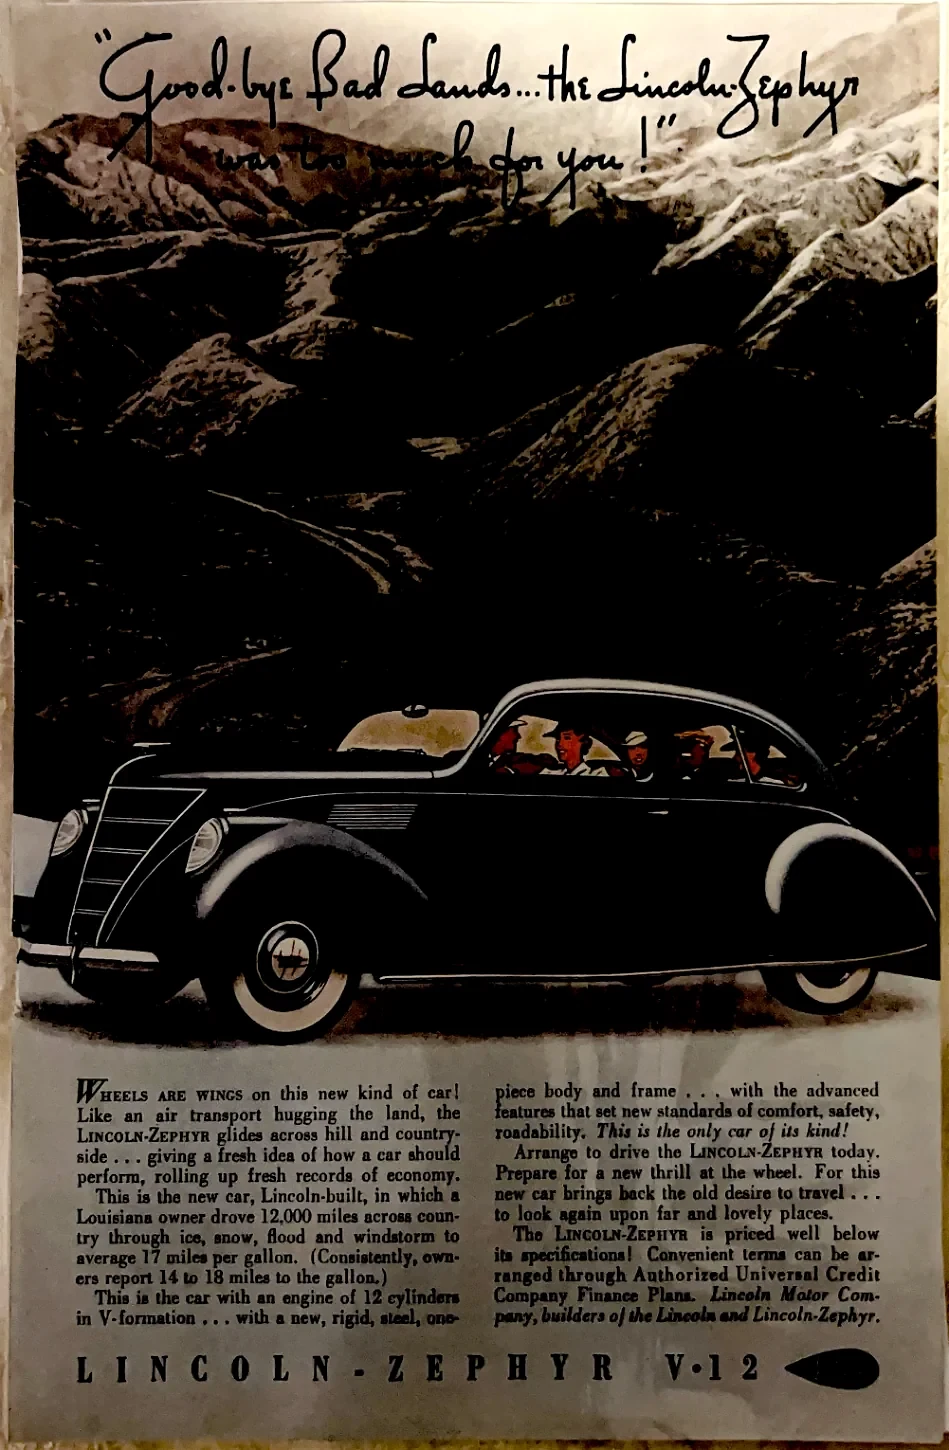 "Good-bye Bad Lands...the Lincoln-Zephyr
was too much for you!"
WHEELS ARE WINGS on this new kind of car!
Like an air transport hugging the land, the
LINCOLN-ZEPHYR glides across hill and country-
side . . . giving a fresh idea of how a car should
perform, rolling up fresh records of economy.
This is the new car, Lincoln-built, in which a
Louisiana owner drove 12,000 miles across coun-
try through ice, snow, flood and windstorm to
average 17 miles per gallon. (Consistently, own-
ers report 14 to 18 miles to the gallon.)
This is the car with an engine of 12 cylinders
in V-formation . . . with a new, rigid, steel, one-
piece body and frame . . . with the advanced
features that set new standards of comfort, safety,
roadability. This is the only car of its kind!
Arrange to drive the LINCOLN-ZEPHYR today.
Prepare for a new thrill at the wheel. For this
new car brings back the old desire to travel . . .
to look again upon far and lovely places.
The LINCOLN-ZEPHYR is priced well below
its specifications! Convenient terms can be ar-
ranged through Authorized Universal Credit
Company Finance Plans. Lincoln Motor Com-
pany, builders of the Lincoln and Lincoln-Zephyr.
LINCOLN-ZEPHYR V·12